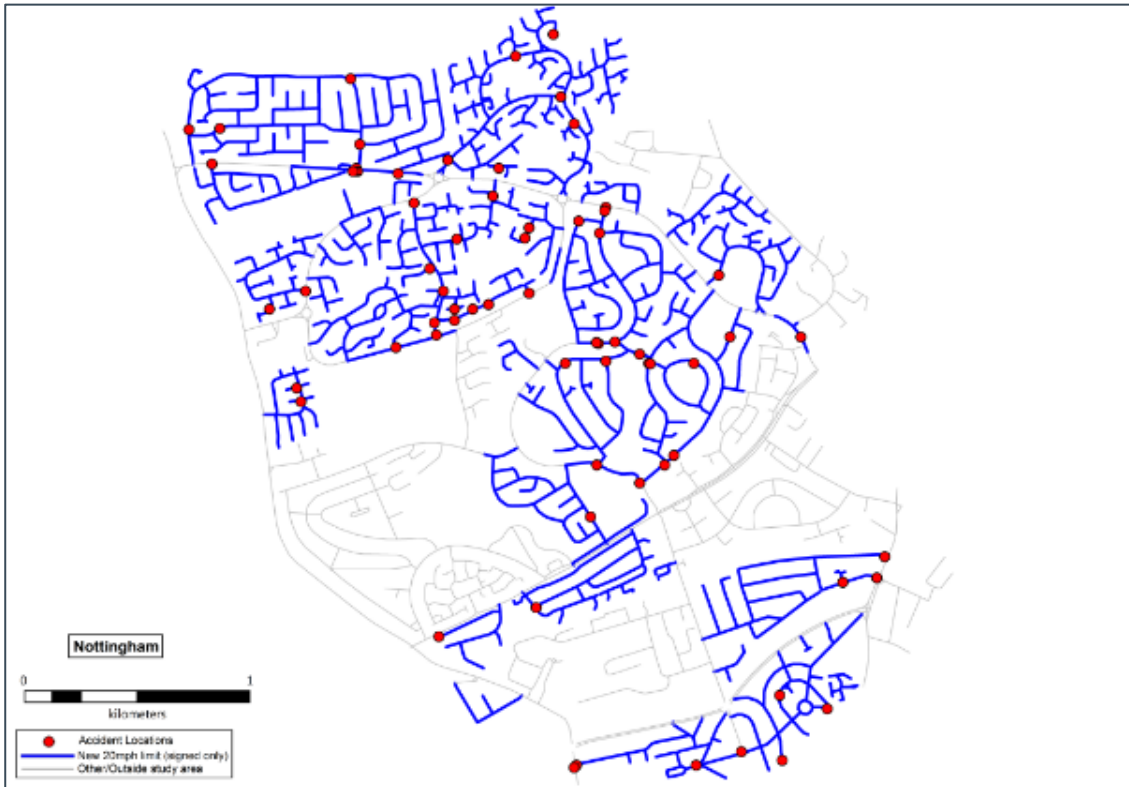 Nottingham
0 1
kilometers
Accident Locations
New 20mph limit (signed only)
Other/Outside study area